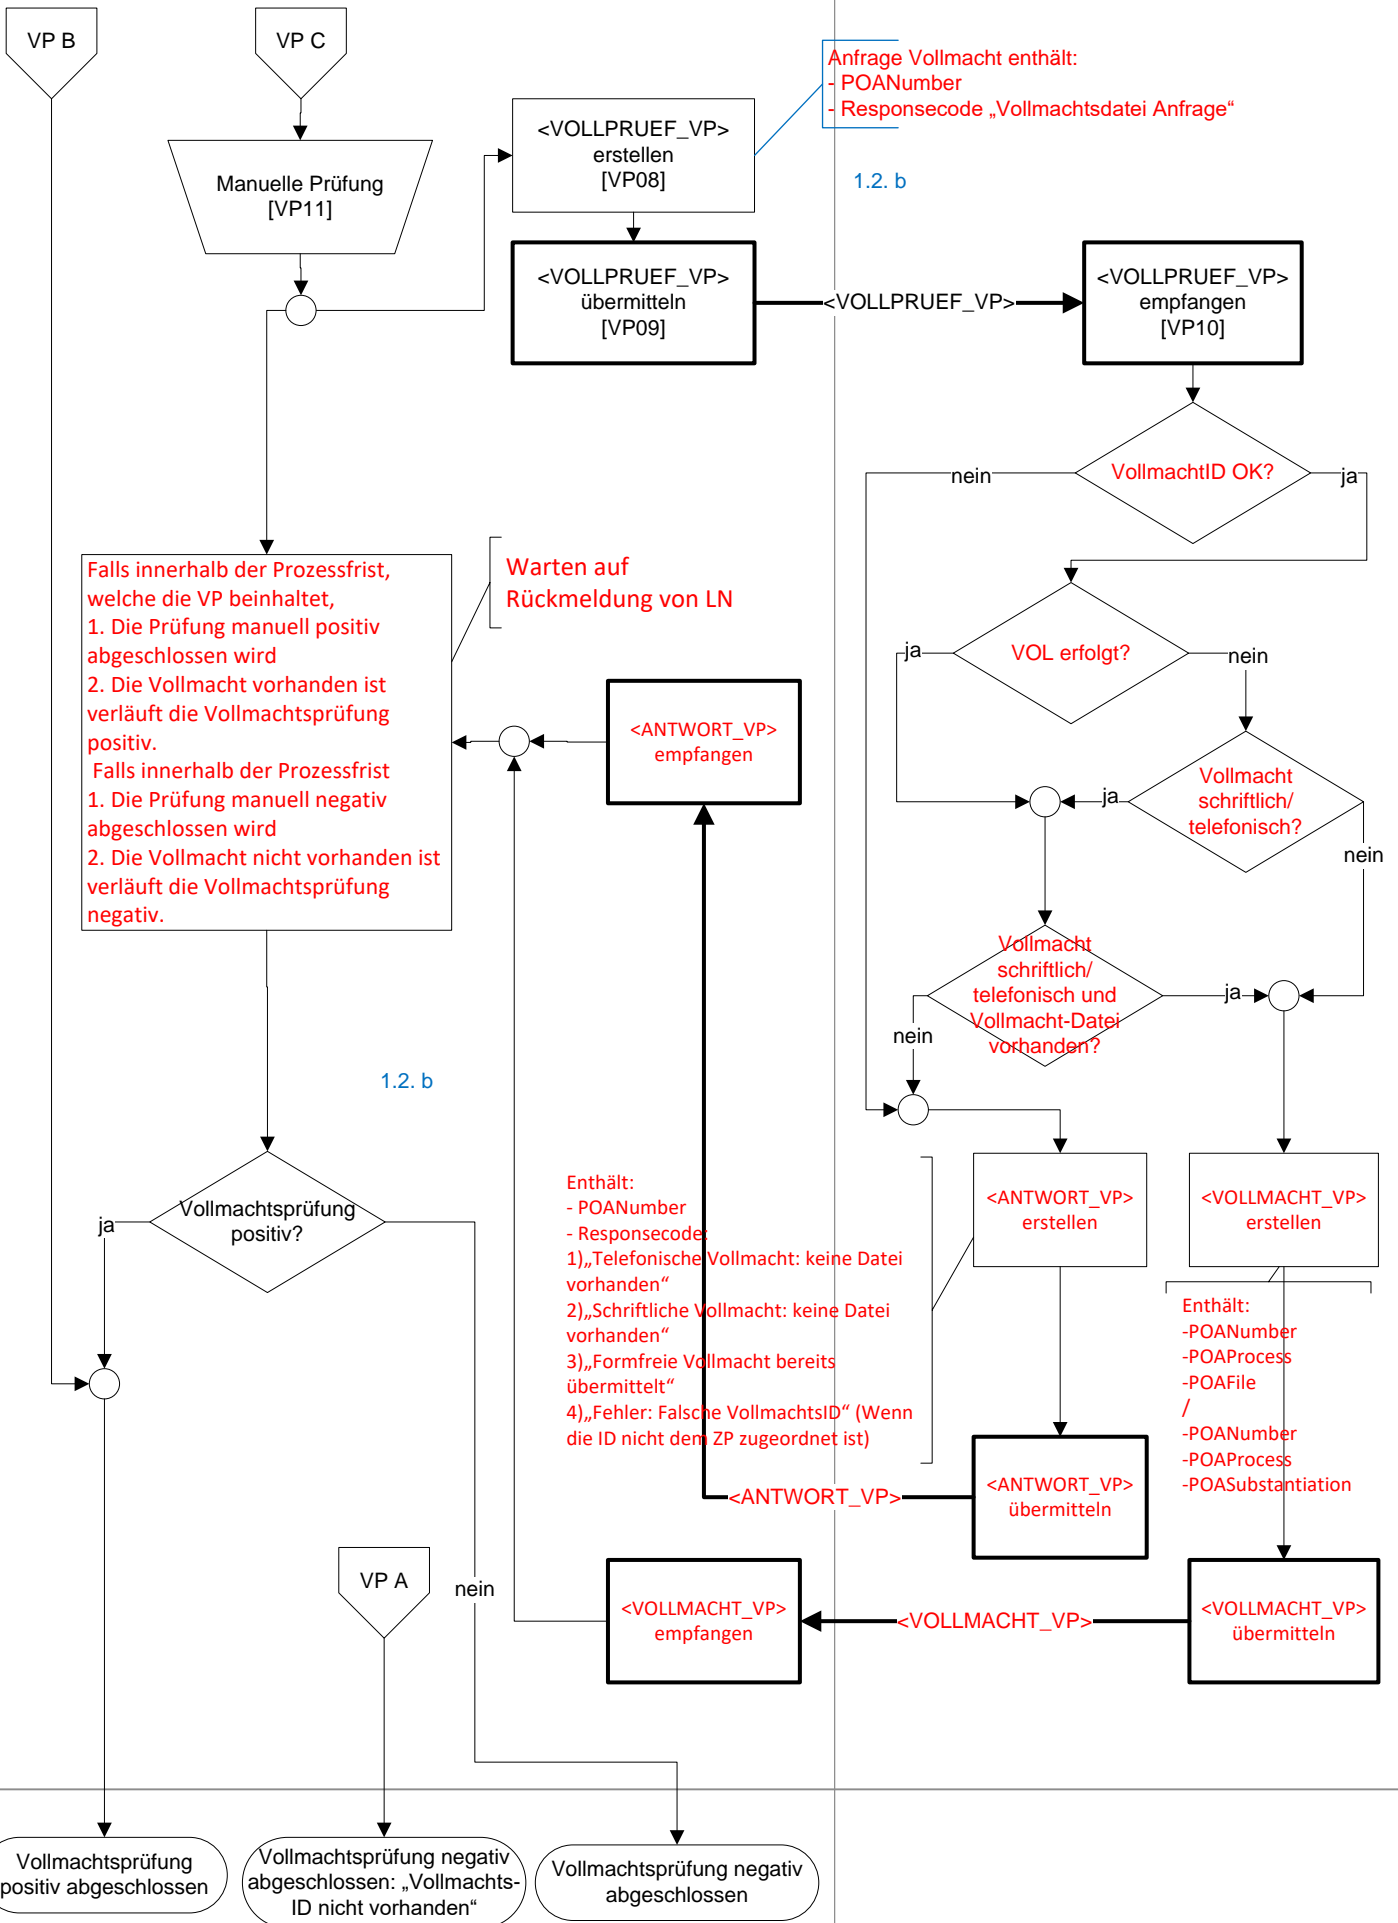 VP B
VP C
Anfrage Vollmacht enthält:
- POANumber
- Responsecode „Vollmachtsdatei Anfrage“
<VOLLPRUEF_VP>
erstellen
[VP08]
Manuelle Prüfung
[VP11]
1.2. b
<VOLLPRUEF_VP>
übermitteln
[VP09]
<VOLLPRUEF_VP>
<VOLLPRUEF_VP>
empfangen
[VP10]
nein
VollmachtID OK?
ja
Warten auf
Rückmeldung von LN
Falls innerhalb der Prozessfrist,
welche die VP beinhaltet,
1. Die Prüfung manuell positiv
abgeschlossen wird
2. Die Vollmacht vorhanden ist
verläuft die Vollmachtsprüfung
positiv.
Falls innerhalb der Prozessfrist
1. Die Prüfung manuell negativ
abgeschlossen wird
2. Die Vollmacht nicht vorhanden ist
verläuft die Vollmachtsprüfung
negativ.
ja
VOL erfolgt?
nein
<ANTWORT_VP>
empfangen
ja
Vollmacht
schriftlich/
telefonisch?
nein
Vollmacht
schriftlich/
telefonisch und
Vollmacht-Datei
vorhanden?
ja
nein
1.2. b
Vollmachtsprüfung
positiv?
ja
Enthält:
- POANumber
- Responsecode:
1)„Telefonische Vollmacht: keine Datei
vorhanden“
2)„Schriftliche Vollmacht: keine Datei
vorhanden“
3)„Formfreie Vollmacht bereits
übermittelt“
4)„Fehler: Falsche VollmachtsID“ (Wenn
die ID nicht dem ZP zugeordnet ist)
<ANTWORT_VP>
erstellen
<VOLLMACHT_VP>
erstellen
Enthält:
-POANumber
-POAProcess
-POAFile
/
-POANumber
-POAProcess
-POASubstantiation
<ANTWORT_VP>
<ANTWORT_VP>
übermitteln
VP A
nein
<VOLLMACHT_VP>
empfangen
<VOLLMACHT_VP>
<VOLLMACHT_VP>
übermitteln
Vollmachtsprüfung
positiv abgeschlossen
Vollmachtsprüfung negativ
abgeschlossen: „Vollmachts-
ID nicht vorhanden“
Vollmachtsprüfung negativ
abgeschlossen